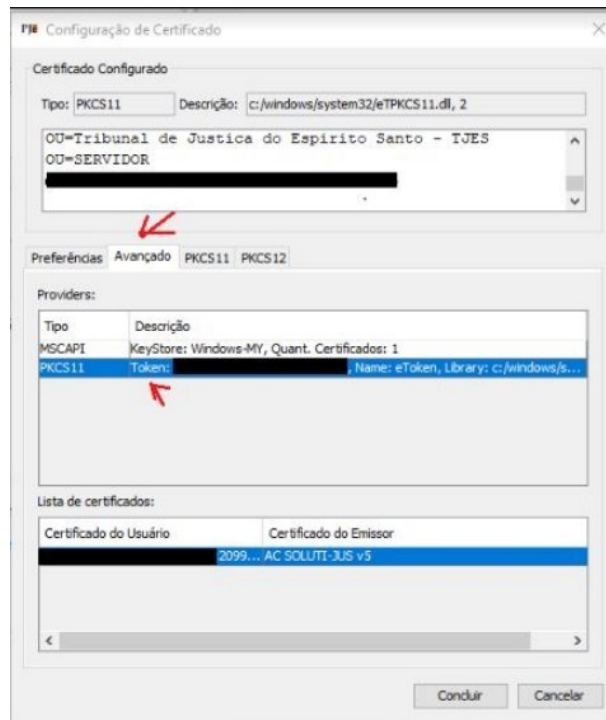 PJe Configuração de Certificado
Certificado Configurado
Tipo: PKCS11 Descrição: c:/windows/system32/eTPKCS11.dll, 2
OU=Tribunal de Justica do Espirito Santo - TJES
OU=SERVIDOR
Preferências Avançado PKCS11 PKCS12
Providers:
Tipo Descrição
MSCAPI KeyStore: Windows-MY, Quant. Certificados: 1
PKCS11 Token: , Name: eToken, Library: c:/windows/s...
Lista de certificados:
Certificado do Usuário Certificado do Emissor
2099... AC SOLUTI-JUS v5
Concluir Cancelar